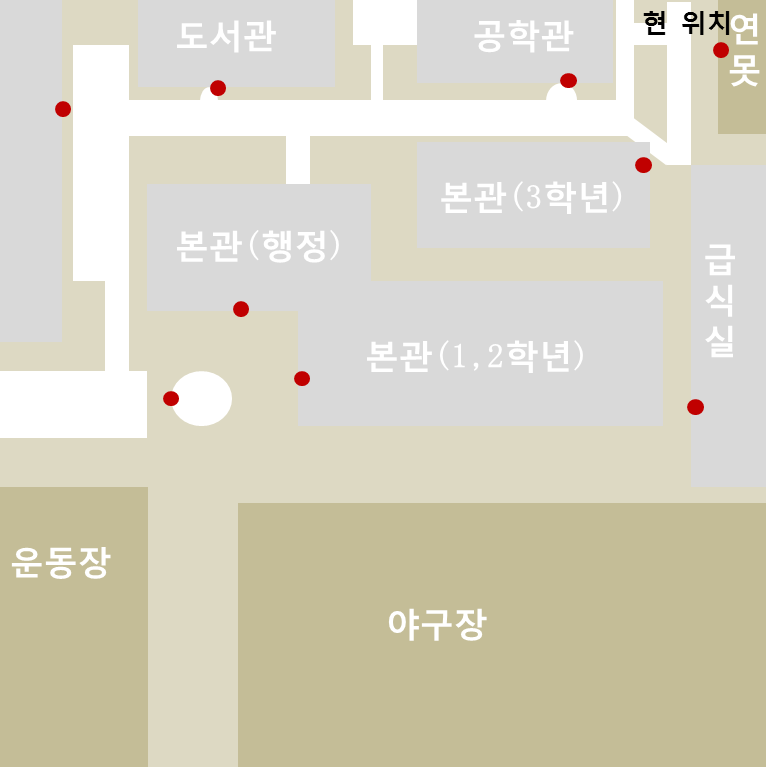 현 위치
도서관
공학관
연
못
본관(3학년)
본관(행정)
급
식
실
본관(1,2학년)
운동장
야구장